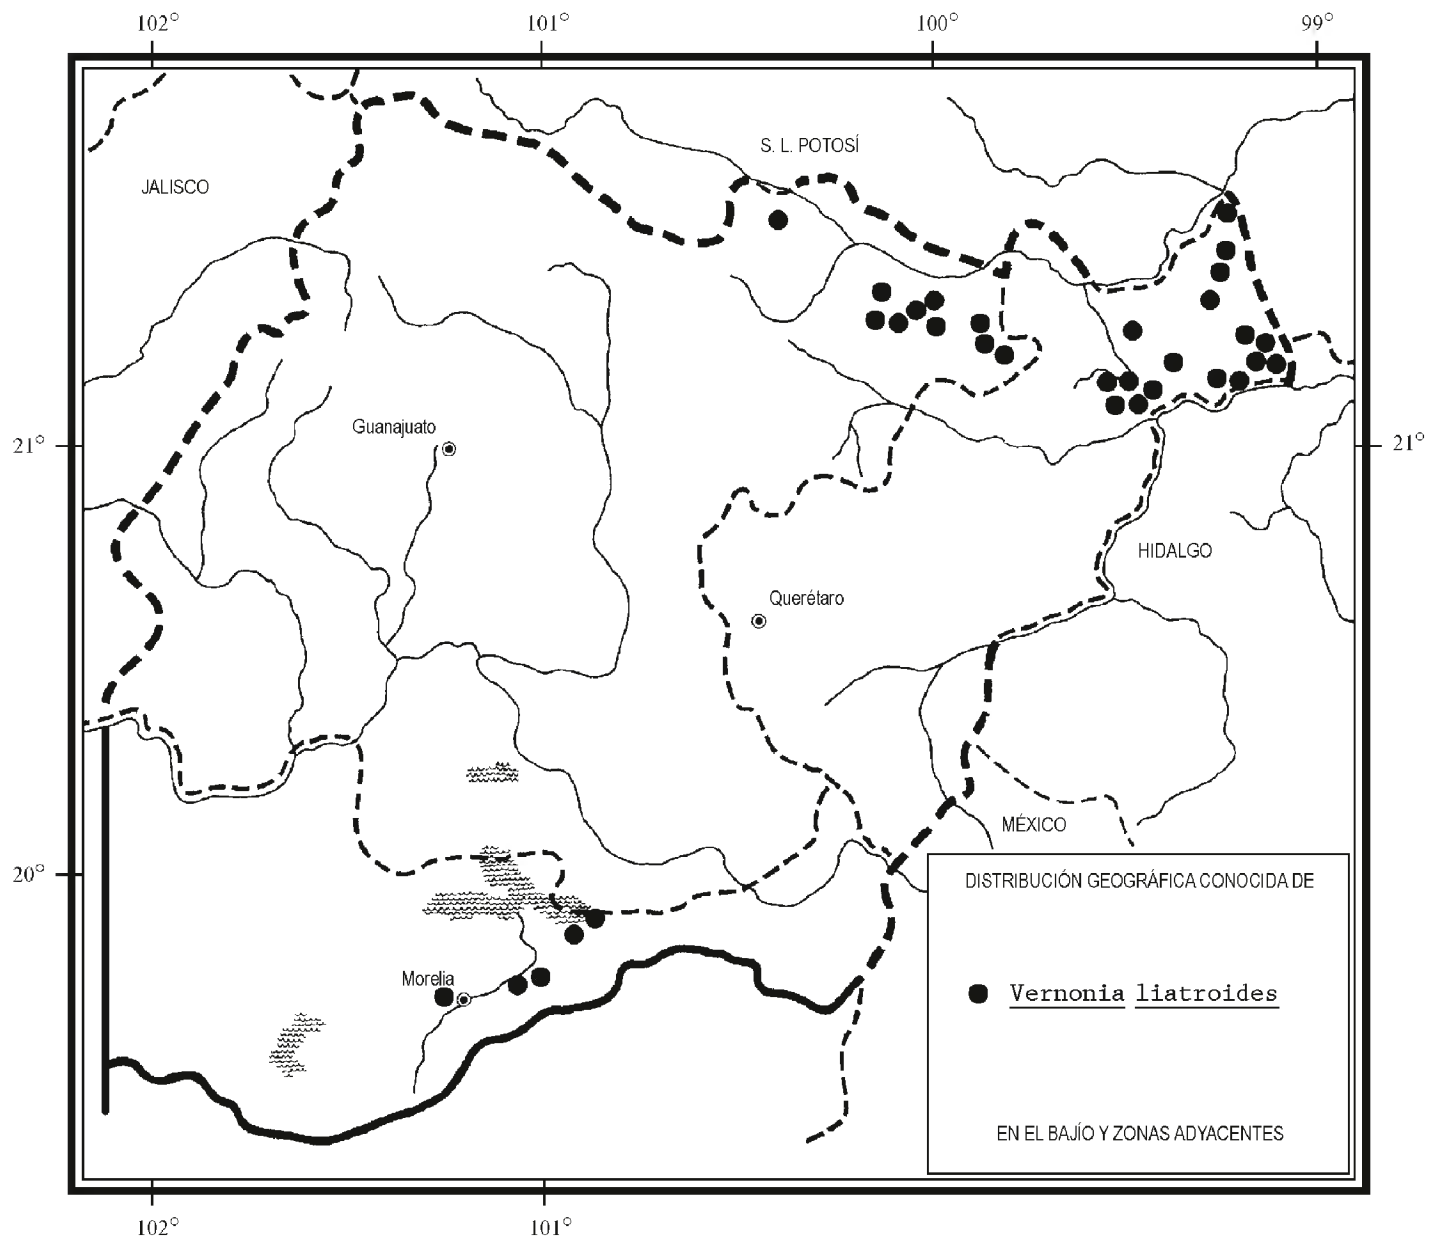 102° 101° 100° 99°
S. L. POTOSÍ
JALISCO
Guanajuato
21° 21°
HIDALGO
Querétaro
MÉXICO
20°
DISTRIBUCIÓN GEOGRÁFICA CONOCIDA DE
Morelia
Vernonia liatroides
EN EL BAJÍO Y ZONAS ADYACENTES
102° 101°